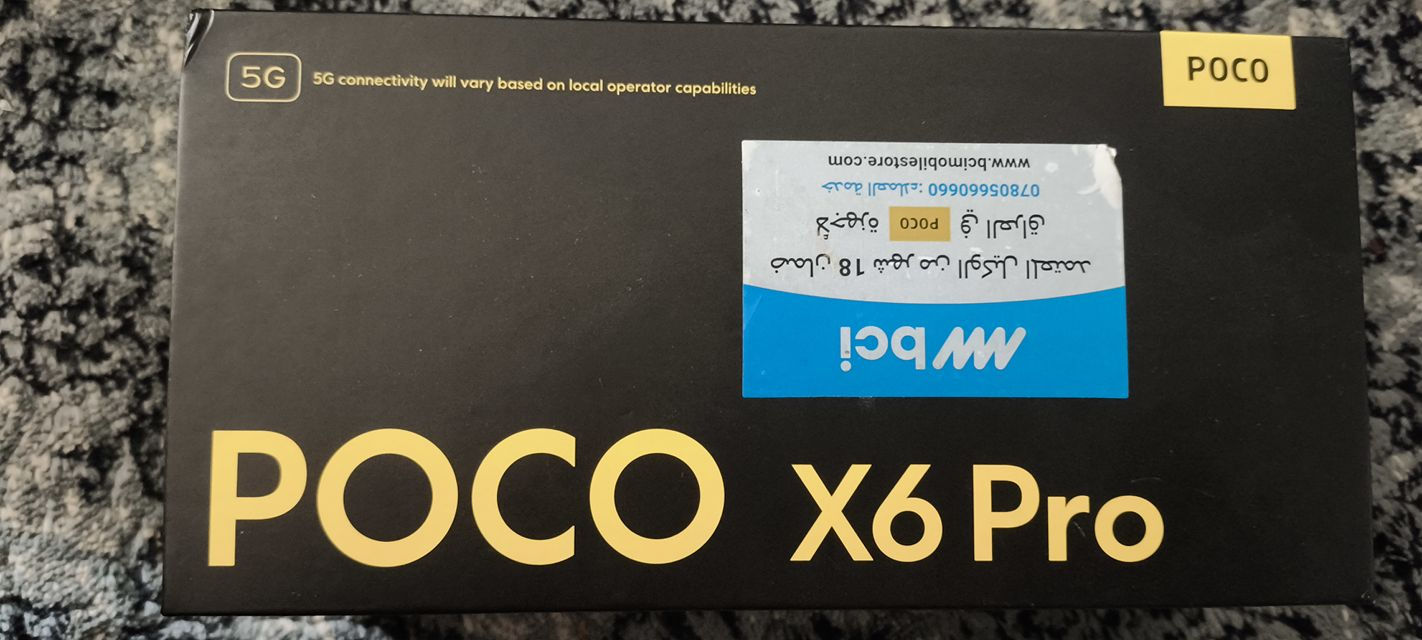 5G 5G connectivity will vary based on local operator capabilities
POCO
bci
ضمان 18 شهر من الوكيل المعتمد
لأجهزة POCO في العراق
خدمة العملاء: 07805660660
www.bcimobilestore.com
POCO X6 Pro